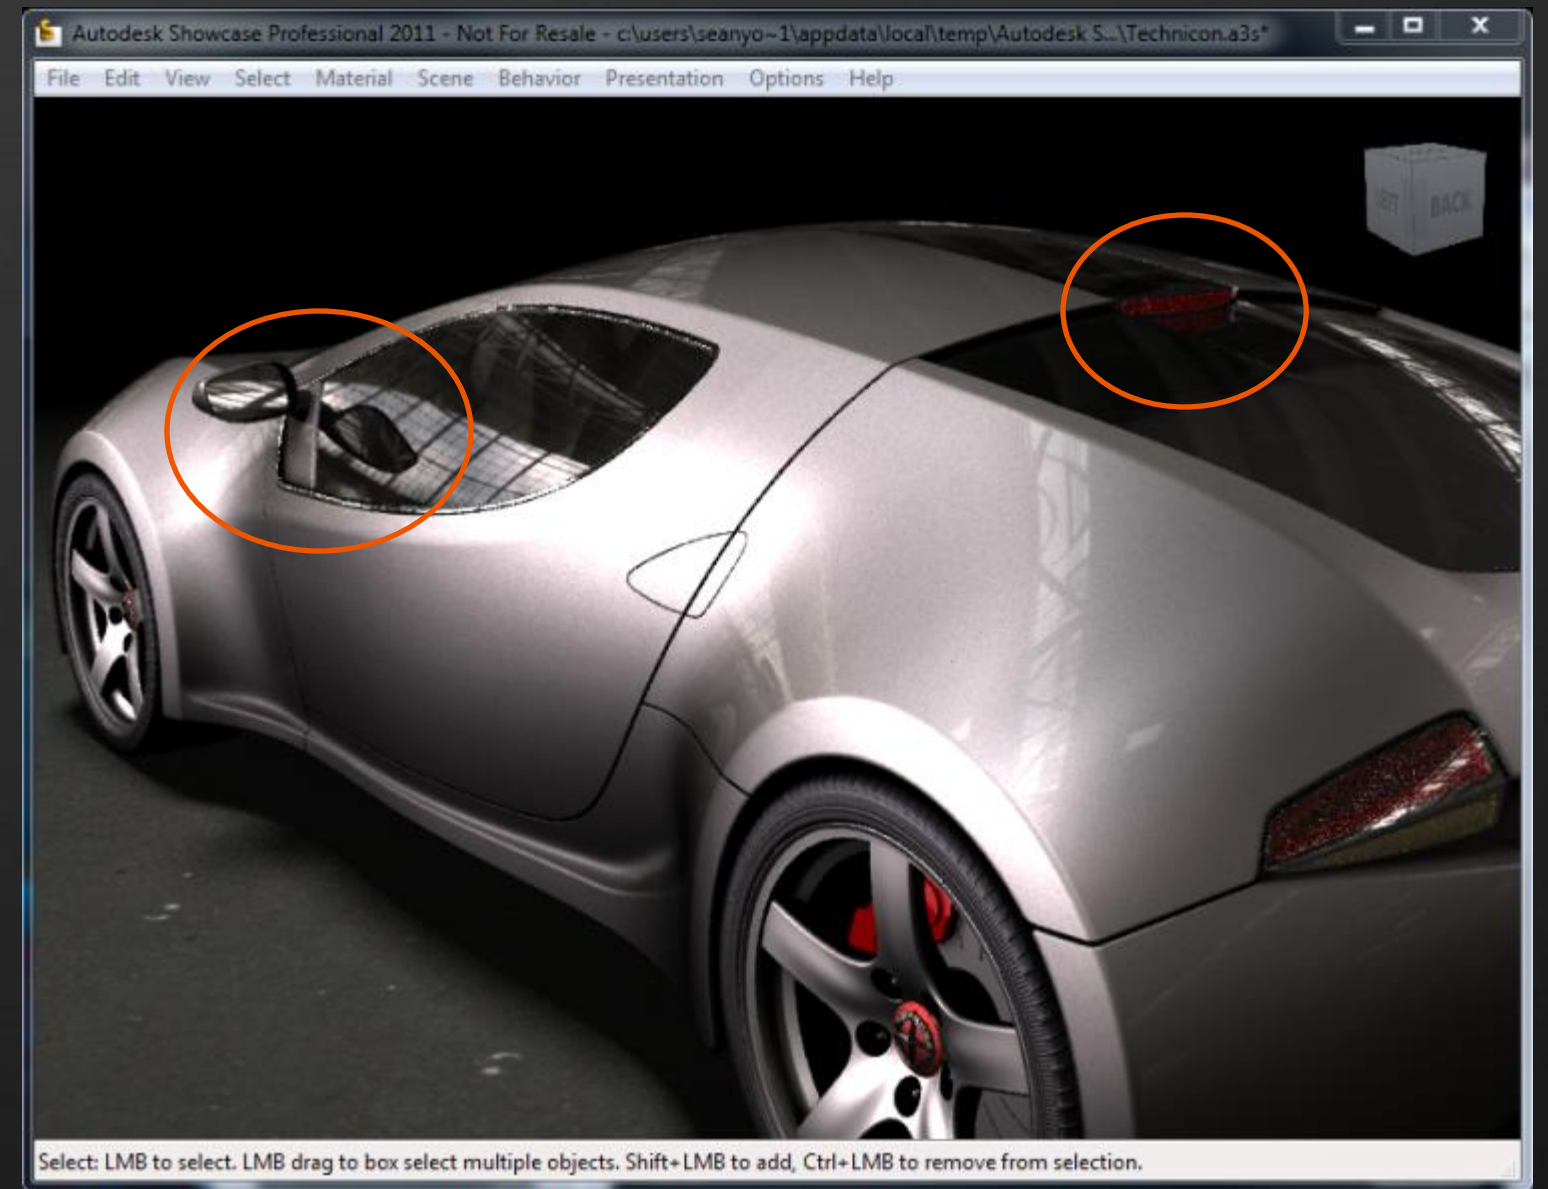 Autodesk Showcase Professional 2011 - Not For Resale - c:\users\seanyo~1\appdata\local\temp\Autodesk S...\Technicon.a3s*
File Edit View Select Material Scene Behavior Presentation Options Help
LEFT BACK
Select: LMB to select. LMB drag to box select multiple objects. Shift+LMB to add, Ctrl+LMB to remove from selection.